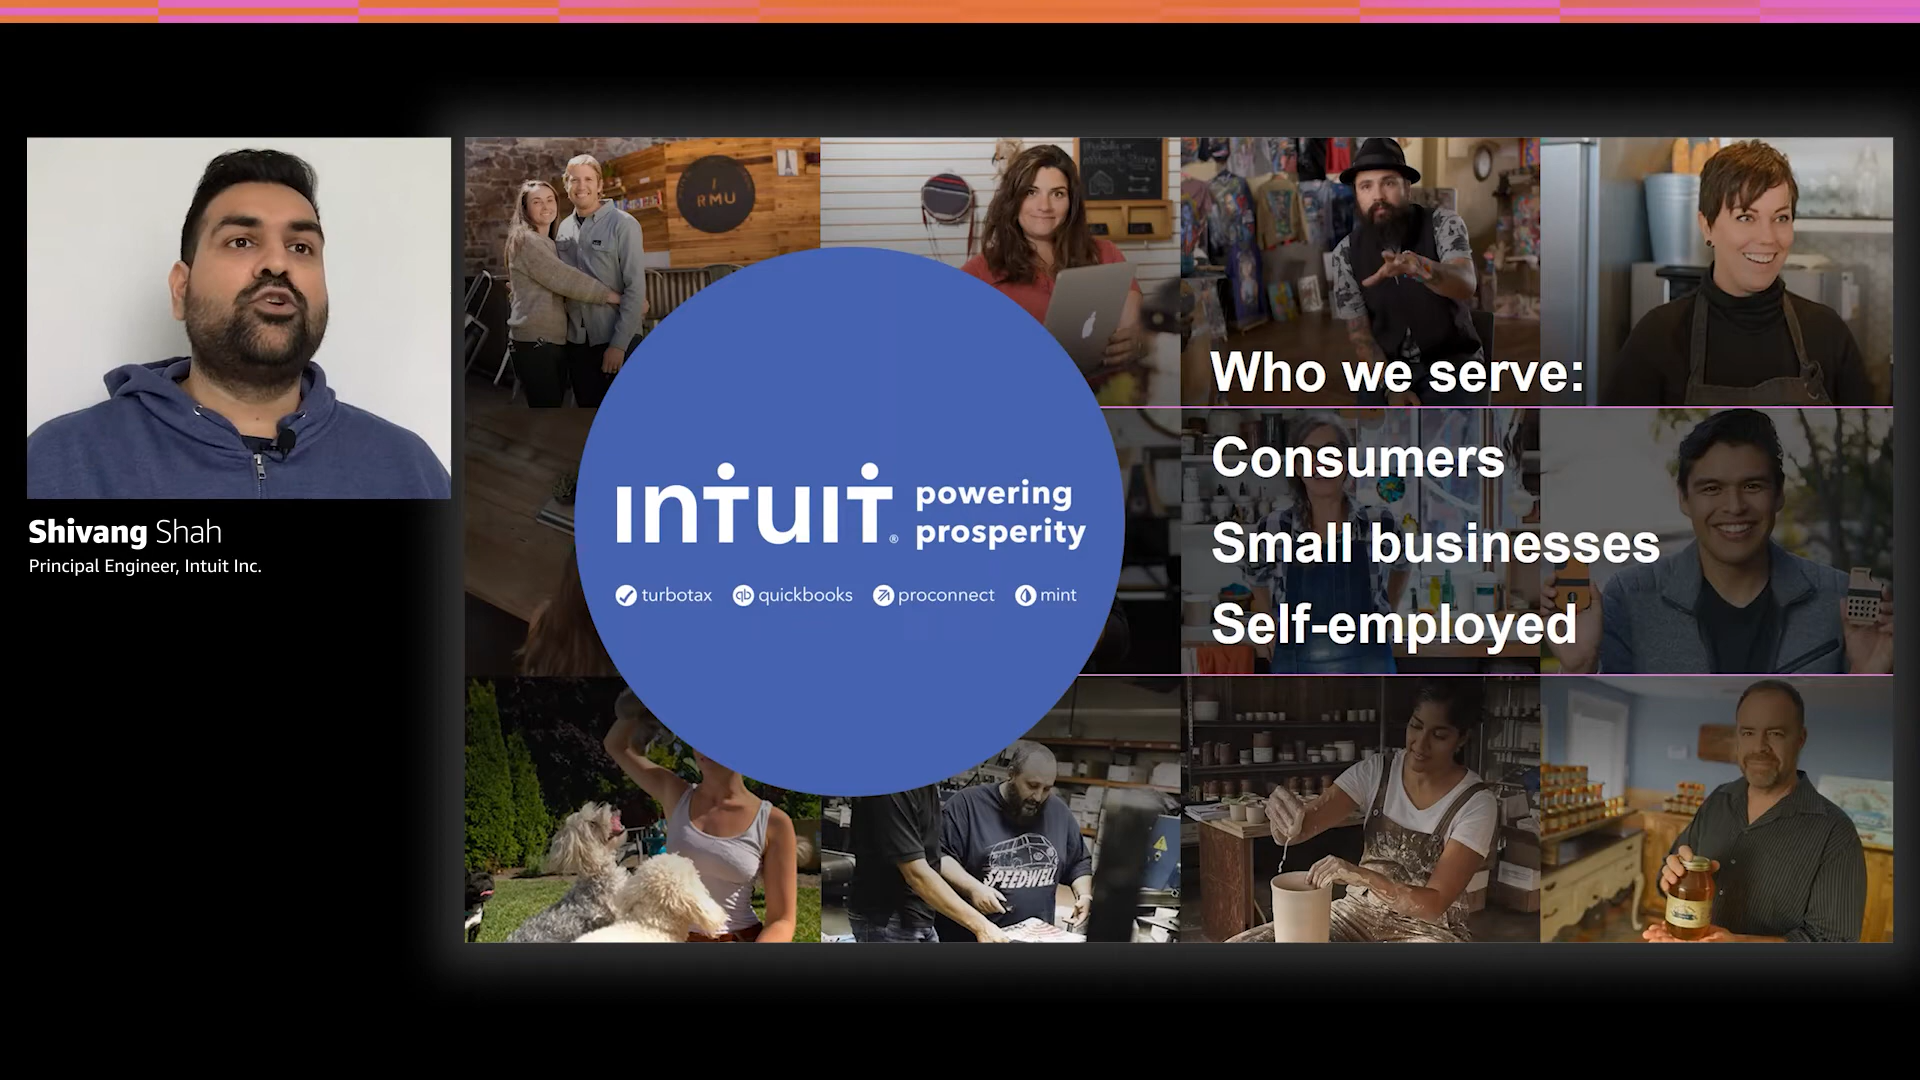 Shivang Shah
Principal Engineer, Intuit Inc.
RMU
INTUIT® powering
prosperity
turbotax qb quickbooks proconnect mint
Who we serve:
Consumers
Small businesses
Self-employed
SPEEDWELL